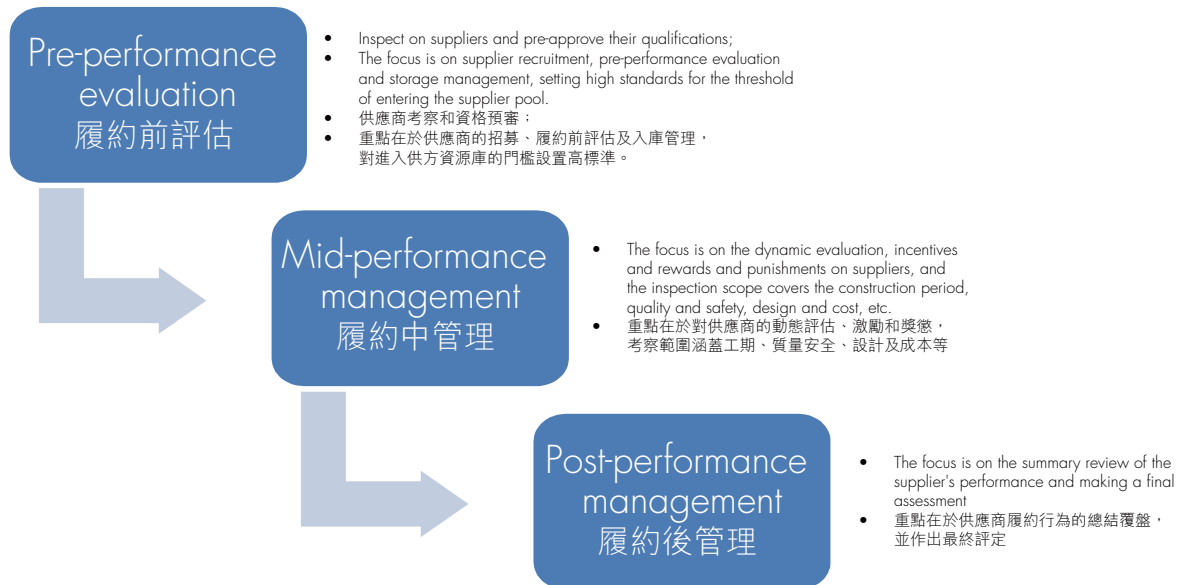 Pre-performance
evaluation
履約前評估
• Inspect on suppliers and pre-approve their qualifications;
• The focus is on supplier recruitment, pre-performance evaluation
and storage management, setting high standards for the threshold
of entering the supplier pool.
• 供應商考察和資格預審；
• 重點在於供應商的招募、履約前評估及入庫管理，
對進入供方資源庫的門檻設置高標準。
Mid-performance
management
履約中管理
• The focus is on the dynamic evaluation, incentives
and rewards and punishments on suppliers, and
the inspection scope covers the construction period,
quality and safety, design and cost, etc.
• 重點在於對供應商的動態評估、激勵和獎懲，
考察範圍涵蓋工期、質量安全、設計及成本等
Post-performance
management
履約後管理
• The focus is on the summary review of the
supplier's performance and making a final
assessment
• 重點在於供應商履約行為的總結覆盤，
並作出最終評定